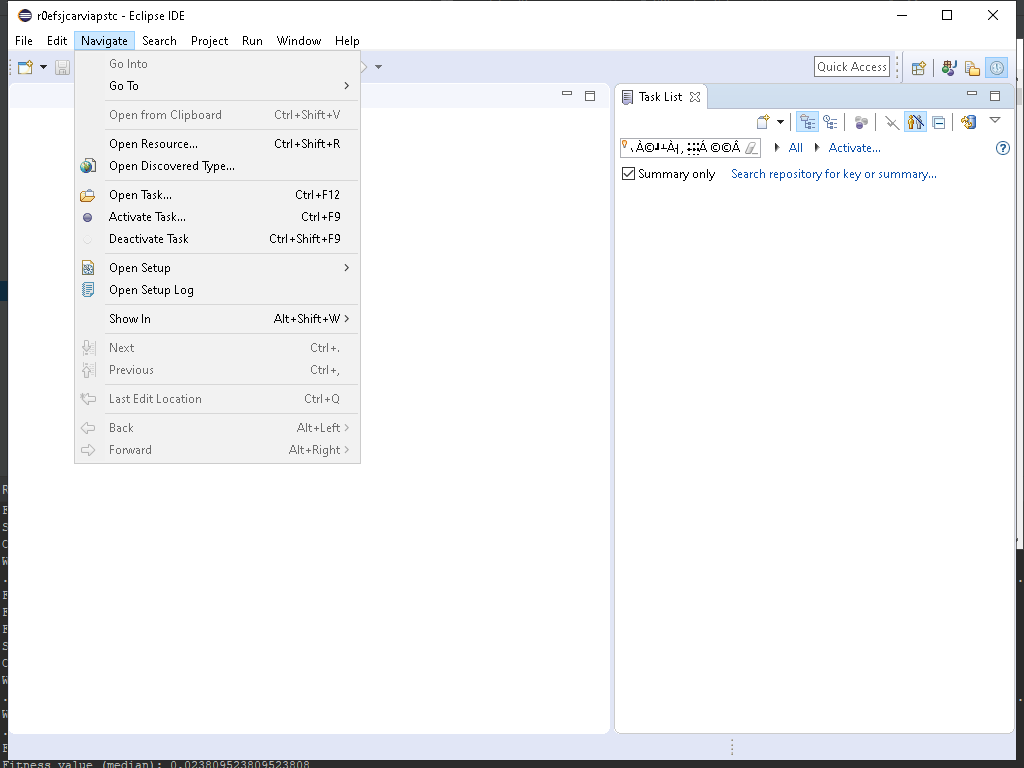 r0efsjcarviapstc - Eclipse IDE
File Edit Navigate Search Project Run Window Help
Quick Access
Go Into
Go To
Open from Clipboard Ctrl+Shift+V
Open Resource... Ctrl+Shift+R
Open Discovered Type...
Open Task... Ctrl+F12
Activate Task... Ctrl+F9
Deactivate Task Ctrl+Shift+F9
Open Setup
Open Setup Log
Show In Alt+Shift+W
Next Ctrl+.
Previous Ctrl+,
Last Edit Location Ctrl+Q
Back Alt+Left
Forward Alt+Right
Task List
All Activate...
Summary only Search repository for key or summary...
Fitness value (median): 0.023809523809523808